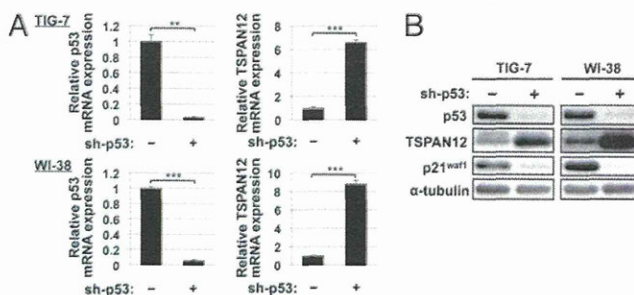 A
TIG-7
Relative p53
mRNA expression
1.2
1
0.8
0.6
0.4
0.2
0
**
sh-p53: − +
Relative TSPAN12
mRNA expression
8
6
4
2
0
***
sh-p53: − +
WI-38
Relative p53
mRNA expression
1.2
1
0.8
0.6
0.4
0.2
0
***
sh-p53: − +
Relative TSPAN12
mRNA expression
10
8
6
4
2
0
***
sh-p53: − +
B
TIG-7 WI-38
sh-p53: − + − +
p53
TSPAN12
p21waf1
α-tubulin